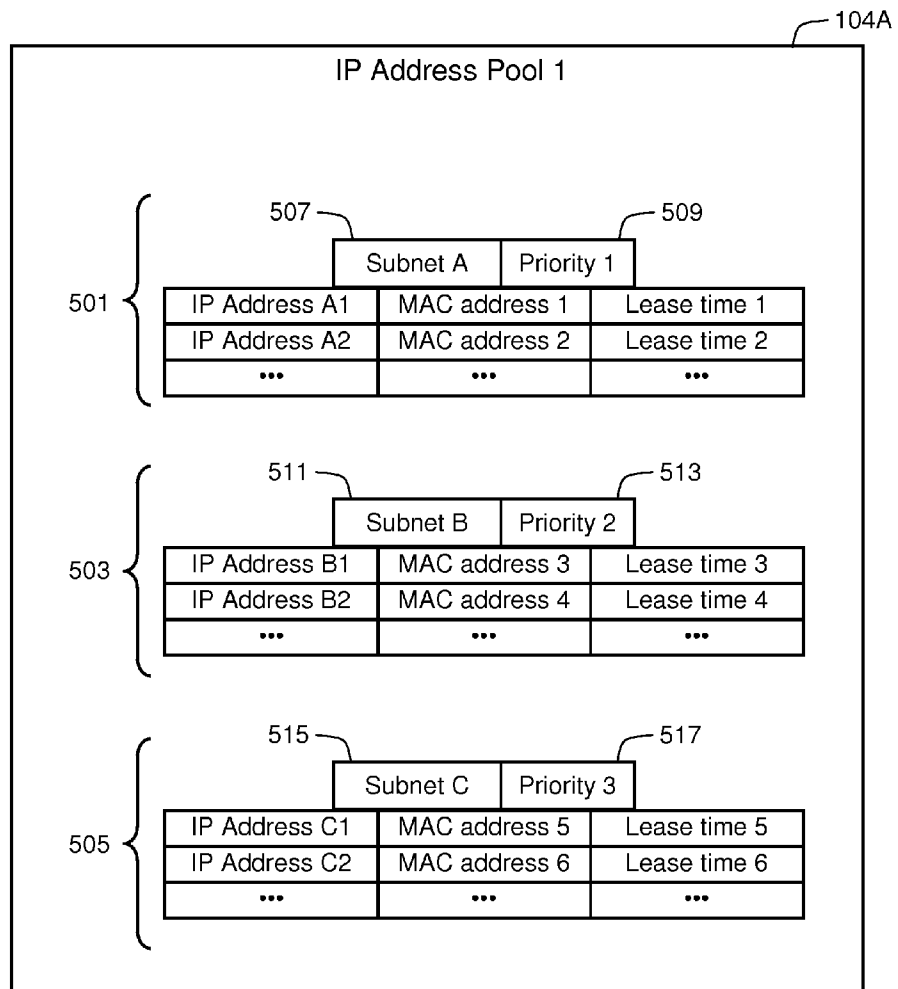 104A
IP Address Pool 1
507 509
Subnet A Priority 1
501
IP Address A1 MAC address 1 Lease time 1
IP Address A2 MAC address 2 Lease time 2
••• ••• •••
511 513
Subnet B Priority 2
503
IP Address B1 MAC address 3 Lease time 3
IP Address B2 MAC address 4 Lease time 4
••• ••• •••
515 517
Subnet C Priority 3
505
IP Address C1 MAC address 5 Lease time 5
IP Address C2 MAC address 6 Lease time 6
••• ••• •••